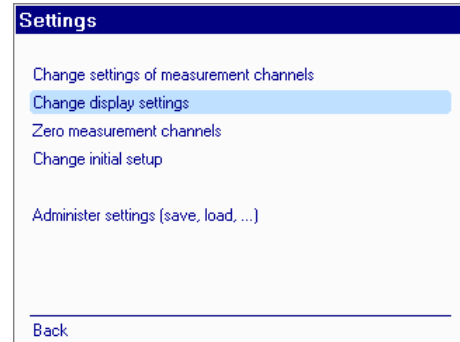 Settings
Change settings of measurement channels
Change display settings
Zero measurement channels
Change initial setup
Administer settings (save, load, ...)
Back